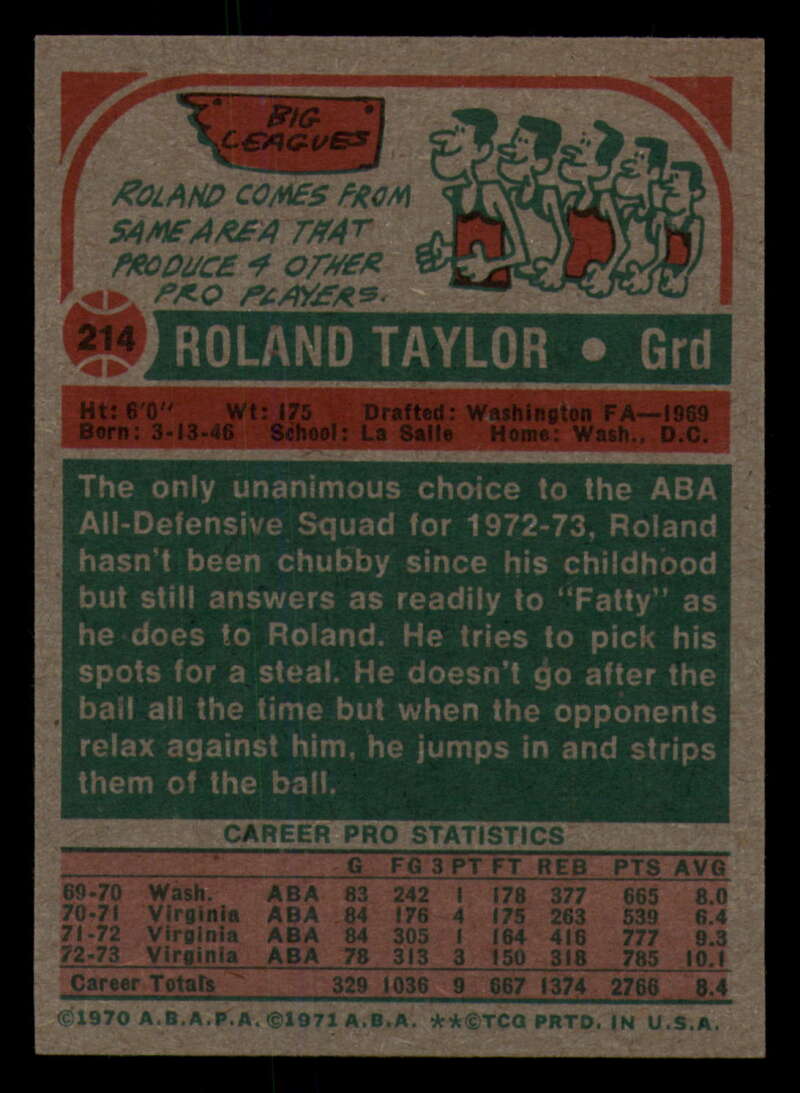 BIG
LEAGUES
ROLAND COMES FROM
SAME AREA THAT
PRODUCE 4 OTHER
PRO PLAYERS.
214 ROLAND TAYLOR • Grd
Ht: 6'0" Wt: 175 Drafted: Washington FA—1969
Born: 3-13-46 School: La Salle Home: Wash., D.C.
The only unanimous choice to the ABA
All-Defensive Squad for 1972-73, Roland
hasn't been chubby since his childhood
but still answers as readily to "Fatty" as
he does to Roland. He tries to pick his
spots for a steal. He doesn't go after the
ball all the time but when the opponents
relax against him, he jumps in and strips
them of the ball.
CAREER PRO STATISTICS
G FG 3 PT FT REB PTS AVG
69-70 Wash. ABA 83 242 1 178 377 665 8.0
70-71 Virginia ABA 84 176 4 175 263 539 6.4
71-72 Virginia ABA 84 305 1 164 416 777 9.3
72-73 Virginia ABA 78 313 3 150 318 785 10.1
Career Totals 329 1036 9 667 1374 2766 8.4
©1970 A.B.A.P.A. ©1971 A.B.A. **©TCG PRTD. IN U.S.A.